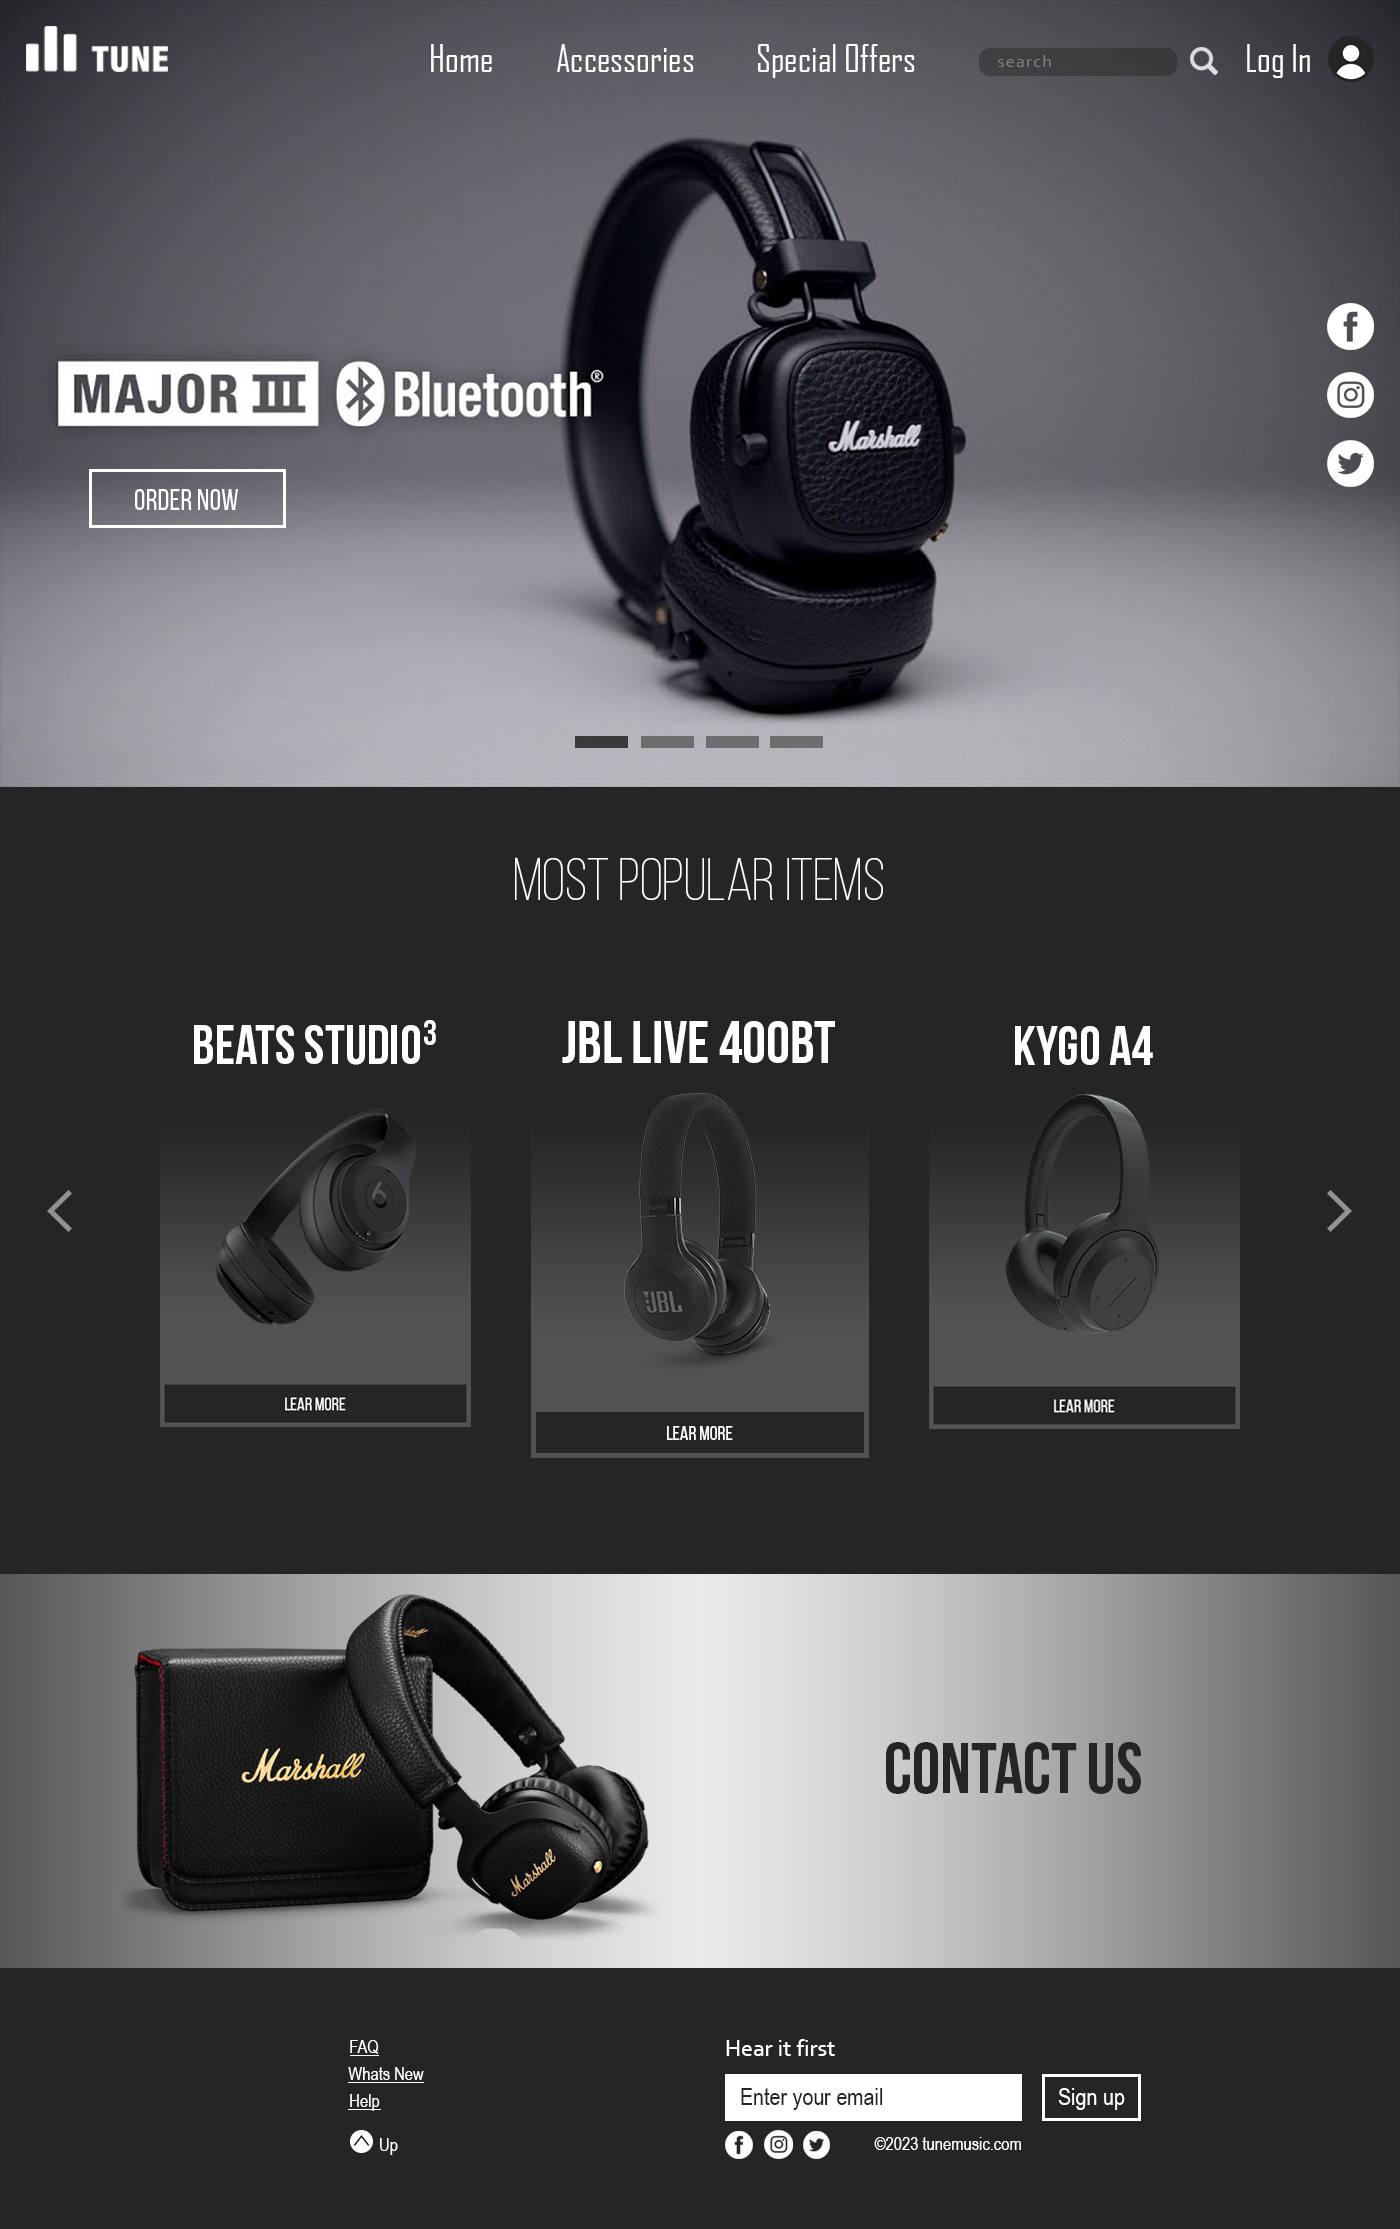 TUNE
Home Accessories Special Offers search Log In
MAJOR III Bluetooth®
Marshall
ORDER NOW
MOST POPULAR ITEMS
BEATS STUDIO³ JBL LIVE 400BT KYGO A4
JBL
LEAR MORE LEAR MORE LEAR MORE
Marshall
Marshall
CONTACT US
FAQ
Whats New
Help
Up
Hear it first
Enter your email Sign up
©2023 tunemusic.com